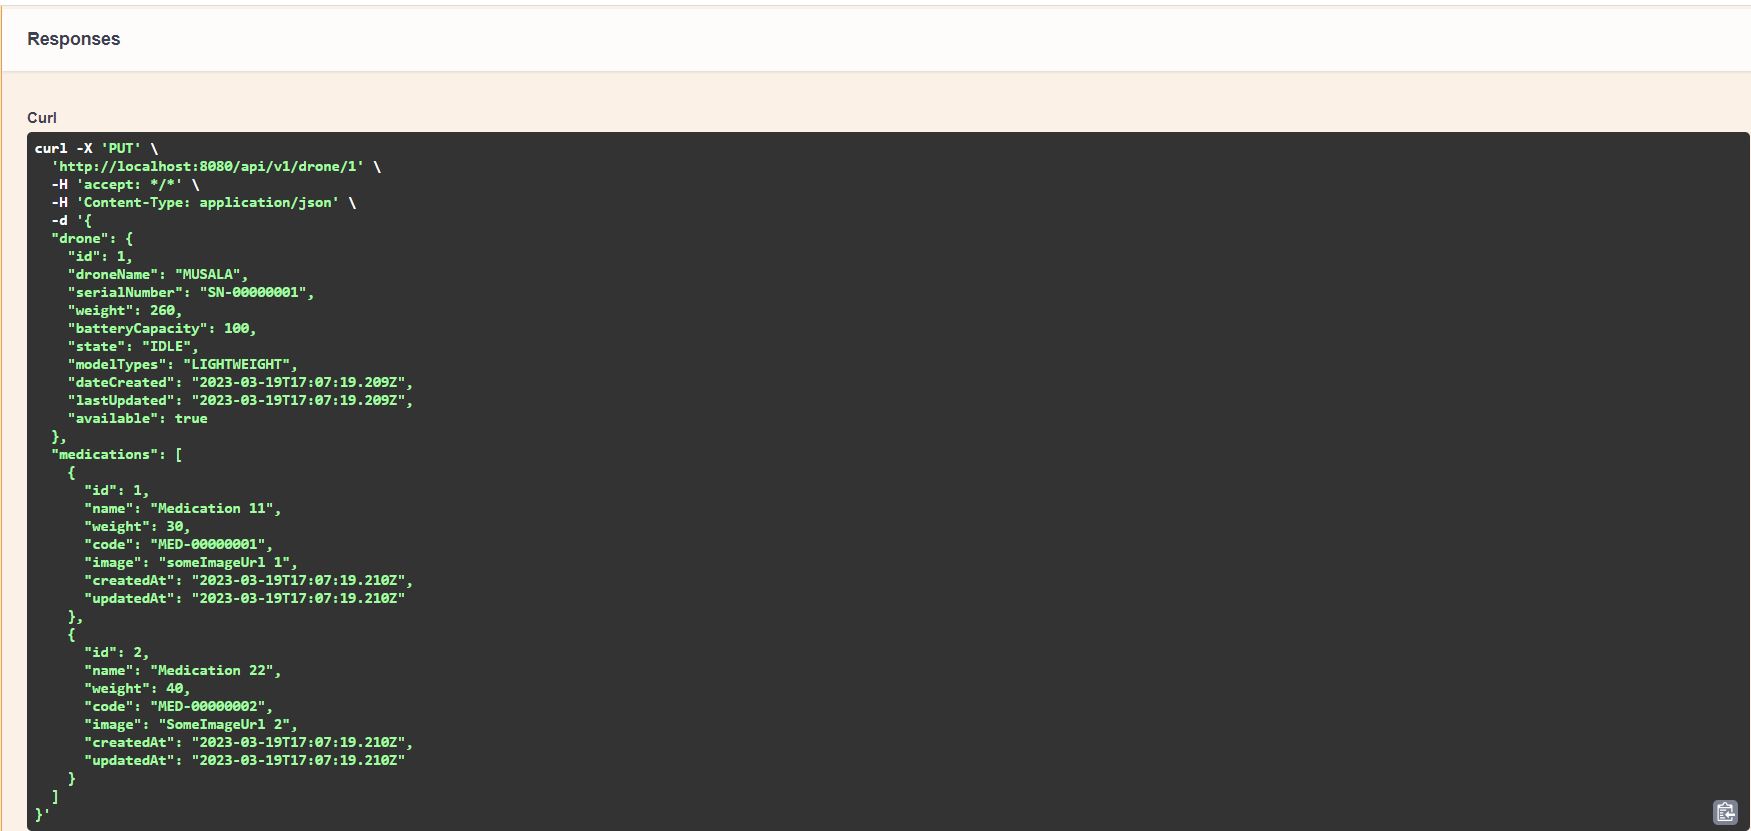 Responses
Curl
curl -X 'PUT' \
  'http://localhost:8080/api/v1/drone/1' \
  -H 'accept: */*' \
  -H 'Content-Type: application/json' \
  -d '{
  "drone": {
    "id": 1,
    "droneName": "MUSALA",
    "serialNumber": "SN-00000001",
    "weight": 260,
    "batteryCapacity": 100,
    "state": "IDLE",
    "modelTypes": "LIGHTWEIGHT",
    "dateCreated": "2023-03-19T17:07:19.209Z",
    "lastUpdated": "2023-03-19T17:07:19.209Z",
    "available": true
  },
  "medications": [
    {
      "id": 1,
      "name": "Medication 11",
      "weight": 30,
      "code": "MED-00000001",
      "image": "someImageUrl 1",
      "createdAt": "2023-03-19T17:07:19.210Z",
      "updatedAt": "2023-03-19T17:07:19.210Z"
    },
    {
      "id": 2,
      "name": "Medication 22",
      "weight": 40,
      "code": "MED-00000002",
      "image": "SomeImageUrl 2",
      "createdAt": "2023-03-19T17:07:19.210Z",
      "updatedAt": "2023-03-19T17:07:19.210Z"
    }
  ]
}'